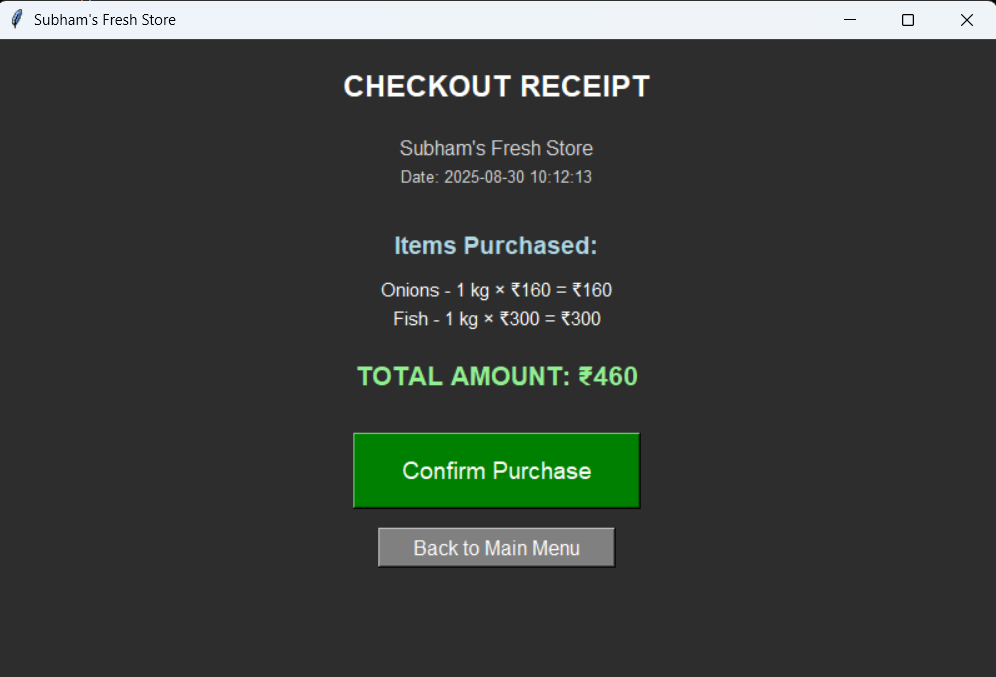 Subham's Fresh Store
CHECKOUT RECEIPT
Subham's Fresh Store
Date: 2025-08-30 10:12:13
Items Purchased:
Onions - 1 kg × ₹160 = ₹160
Fish - 1 kg × ₹300 = ₹300
TOTAL AMOUNT: ₹460
Confirm Purchase
Back to Main Menu